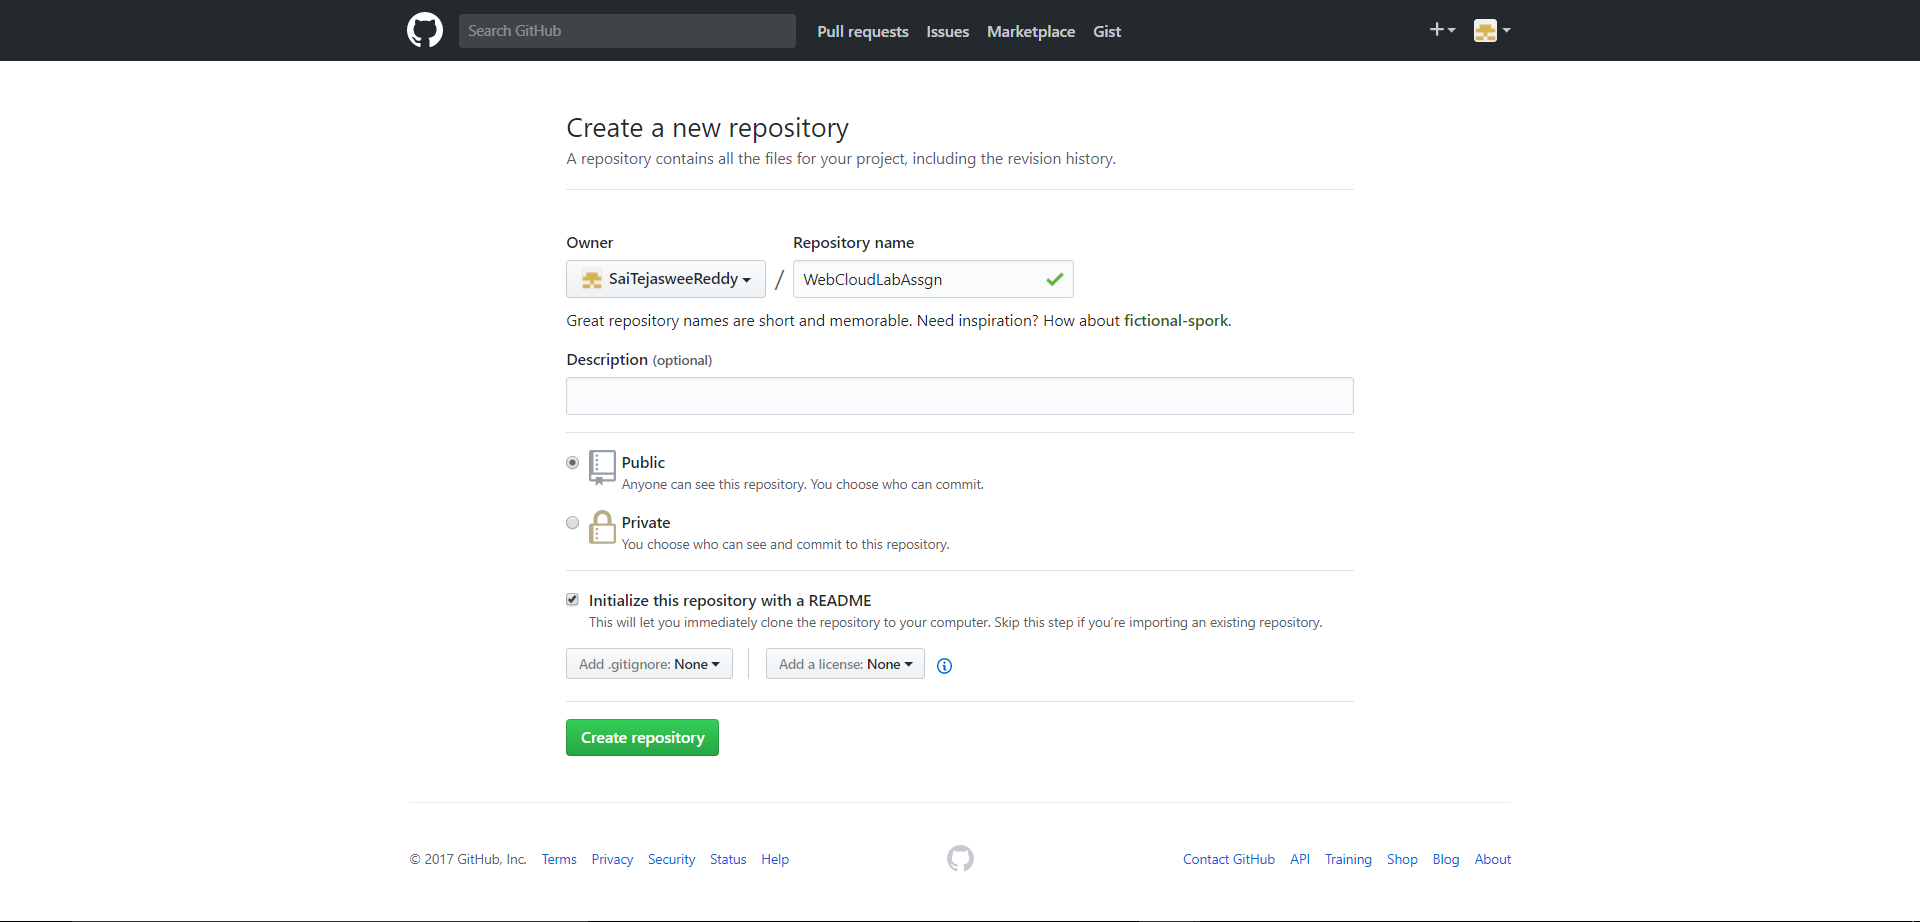 Search GitHub Pull requests Issues Marketplace Gist
Create a new repository
A repository contains all the files for your project, including the revision history.
Owner Repository name
SaiTejasweeReddy / WebCloudLabAssgn
Great repository names are short and memorable. Need inspiration? How about fictional-spork.
Description (optional)
Public
Anyone can see this repository. You choose who can commit.
Private
You choose who can see and commit to this repository.
Initialize this repository with a README
This will let you immediately clone the repository to your computer. Skip this step if you’re importing an existing repository.
Add .gitignore: None Add a license: None
Create repository
© 2017 GitHub, Inc. Terms Privacy Security Status Help Contact GitHub API Training Shop Blog About